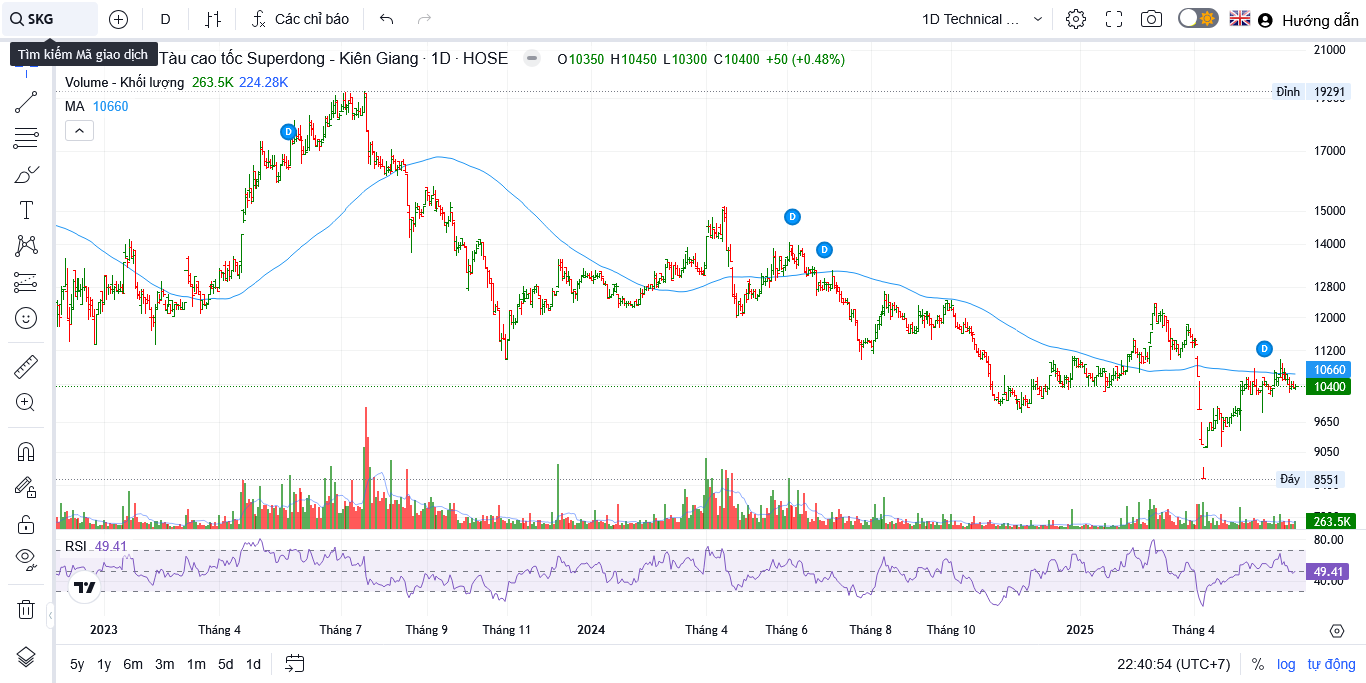 SKG D Các chỉ báo 1D Technical ... Hướng dẫn
Tìm kiếm Mã giao dịch
Tàu cao tốc Superdong - Kiên Giang · 1D · HOSE O10350 H10450 L10300 C10400 +50 (+0.48%)
Volume - Khối lượng 263.5K 224.28K
MA 10660
21000
Đỉnh 19291
17000
15000
14000
12800
12000
11200
10660
10400
9650
9050
Đáy 8551
263.5K
D
D
D
D
RSI 49.41
80.00
49.41
40.00
2023 Tháng 4 Tháng 7 Tháng 9 Tháng 11 2024 Tháng 4 Tháng 6 Tháng 8 Tháng 10 2025 Tháng 4
5y 1y 6m 3m 1m 5d 1d 22:40:54 (UTC+7) % log tự động